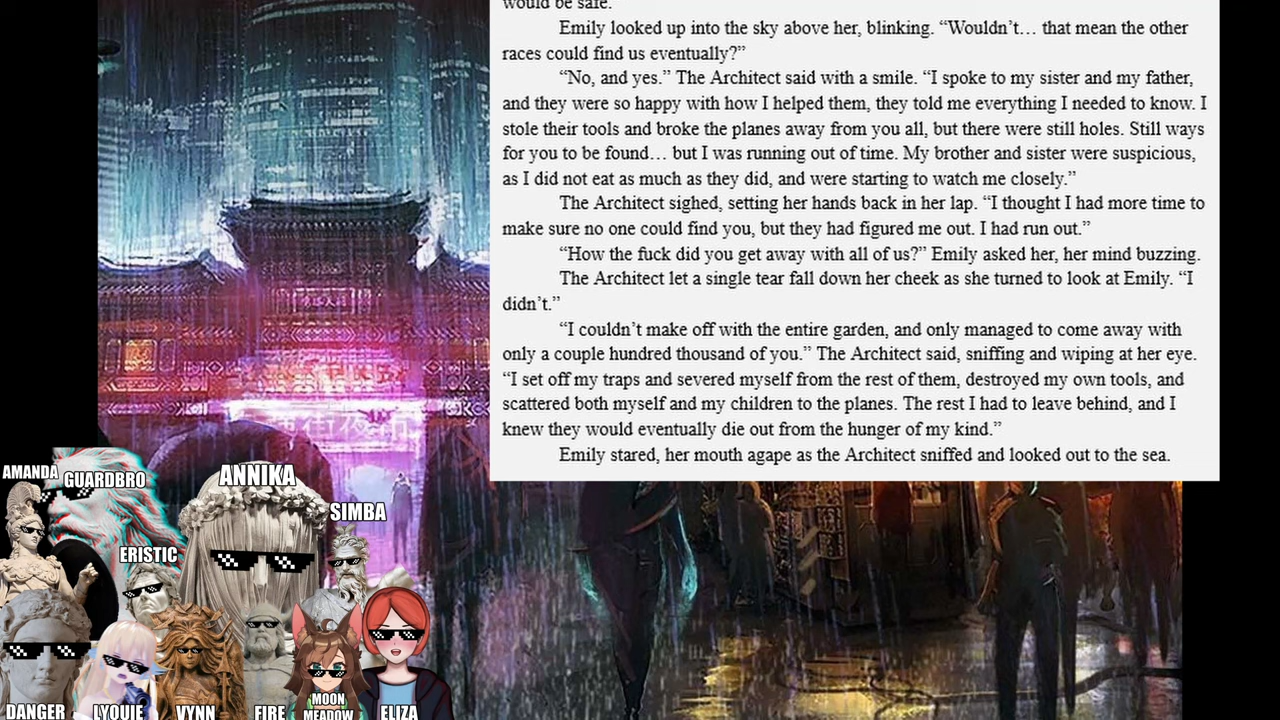 would be safe.
Emily looked up into the sky above her, blinking. “Wouldn’t… that mean the other
races could find us eventually?”
“No, and yes.” The Architect said with a smile. “I spoke to my sister and my father,
and they were so happy with how I helped them, they told me everything I needed to know. I
stole their tools and broke the planes away from you all, but there were still holes. Still ways
for you to be found… but I was running out of time. My brother and sister were suspicious,
as I did not eat as much as they did, and were starting to watch me closely.”
The Architect sighed, setting her hands back in her lap. “I thought I had more time to
make sure no one could find you, but they had figured me out. I had run out.”
“How the fuck did you get away with all of us?” Emily asked her, her mind buzzing.
The Architect let a single tear fall down her cheek as she turned to look at Emily. “I
didn’t.”
“I couldn’t make off with the entire garden, and only managed to come away with
only a couple hundred thousand of you.” The Architect said, sniffing and wiping at her eye.
“I set off my traps and severed myself from the rest of them, destroyed my own tools, and
scattered both myself and my children to the planes. The rest I had to leave behind, and I
knew they would eventually die out from the hunger of my kind.”
Emily stared, her mouth agape as the Architect sniffed and looked out to the sea.
AMANDA
GUARDBRO
ANNIKA
SIMBA
ERISTIC
DANGER
LYQUIE
VYNN
FIRE
MOON
MEADOW
ELIZA